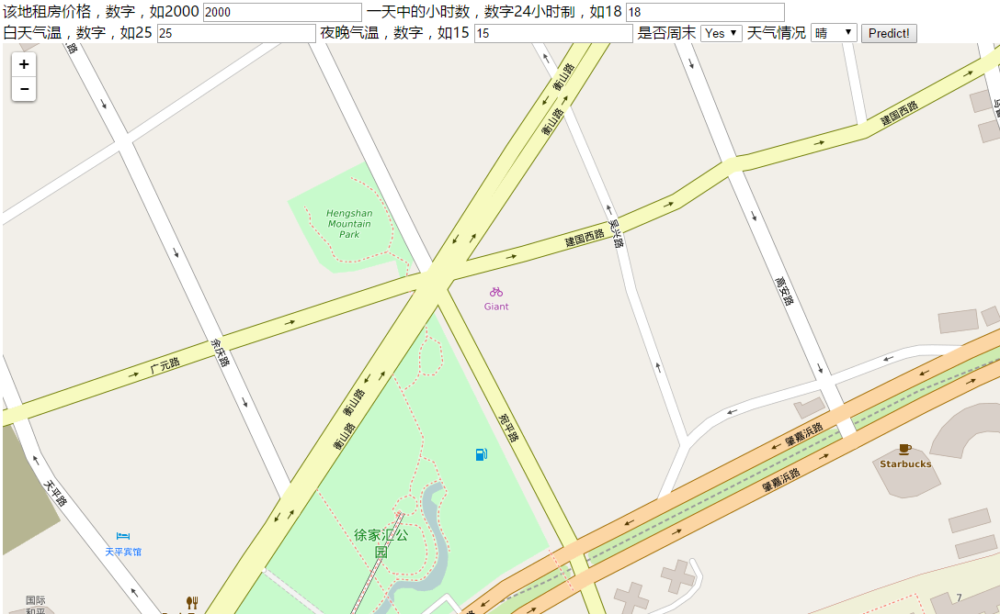 该地租房价格，数字，如2000 2000 一天中的小时数，数字24小时制，如18 18
白天气温，数字，如25 25 夜晚气温，数字，如15 15 是否周末 Yes 天气情况 晴 Predict!
+
−
路
衡山路
衡山路
建国西路
Hengshan
Mountain
Park
建国西路
吴兴路
高安路
Giant
余庆路
广元路
衡山路
衡山路
宛平路
肇嘉浜路
肇嘉浜路
Starbucks
天平路
天平宾馆
徐家汇公
园
国际
和平
路
7